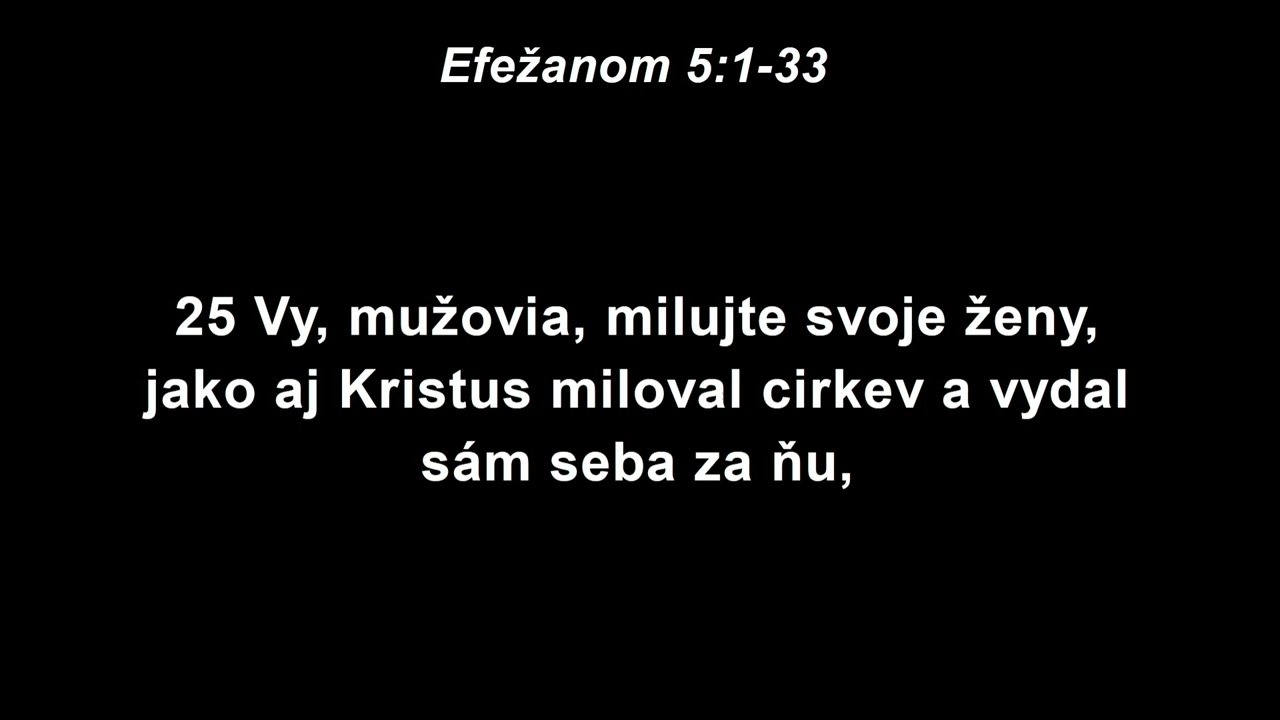 Efežanom 5:1-33
25 Vy, mužovia, milujte svoje ženy,
jako aj Kristus miloval cirkev a vydal
sám seba za ňu,